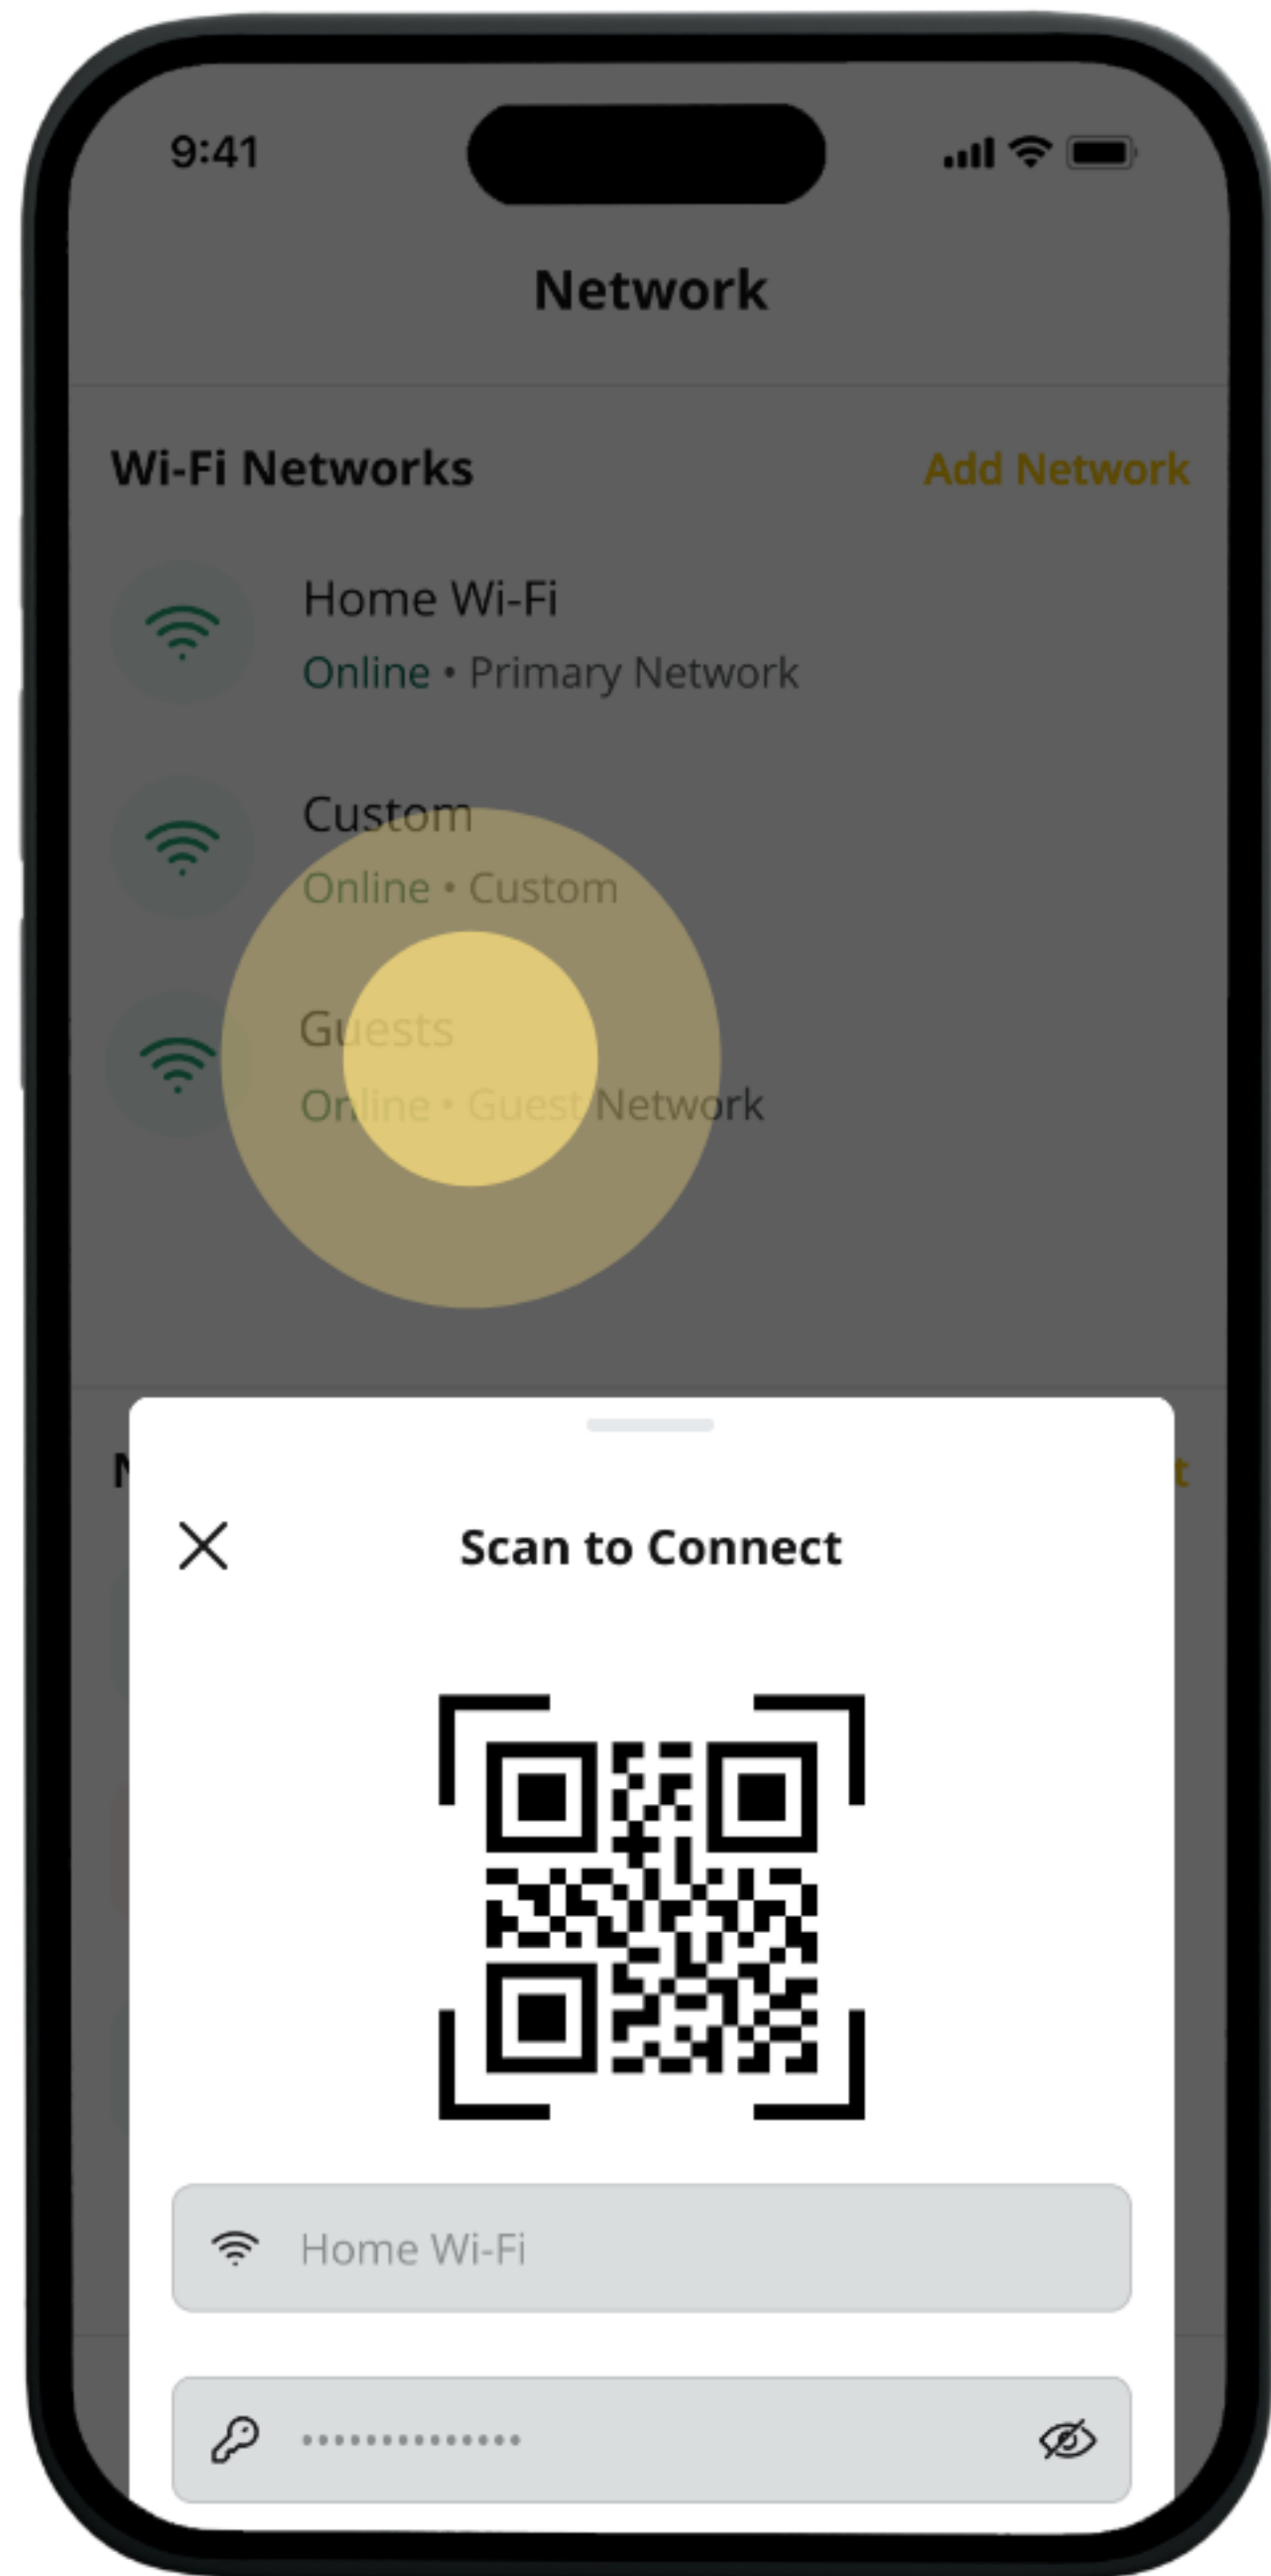 9:41
Network
Wi-Fi Networks
Add Network
Home Wi-Fi
Online • Primary Network
Custom
Online • Custom
Guests
Online • Guest Network
Scan to Connect
Home Wi-Fi